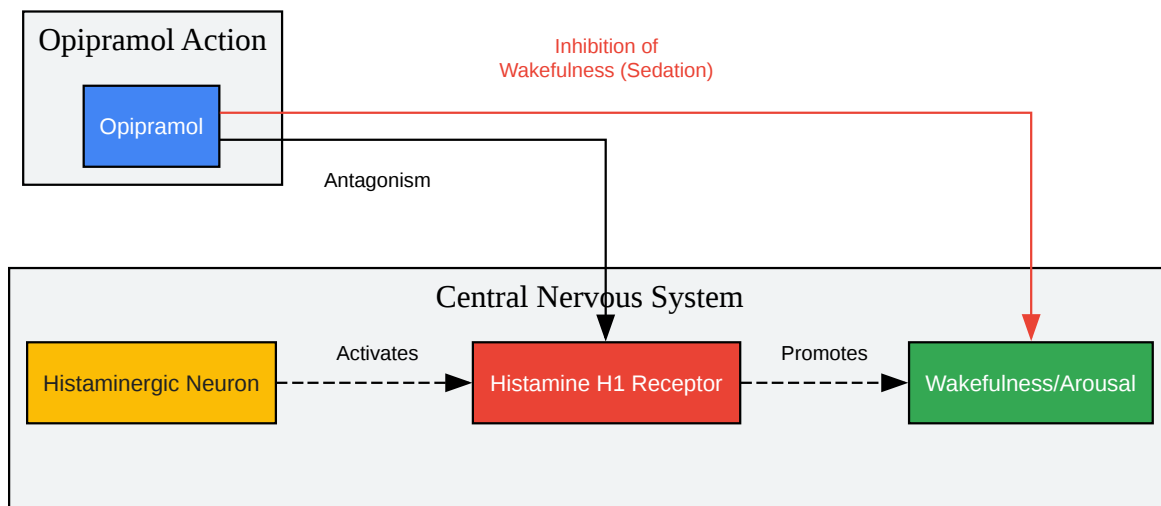 Opipramol Action
Opipramol
Inhibition of
Wakefulness (Sedation)
Antagonism
Central Nervous System
Histaminergic Neuron
Activates
Histamine H1 Receptor
Promotes
Wakefulness/Arousal